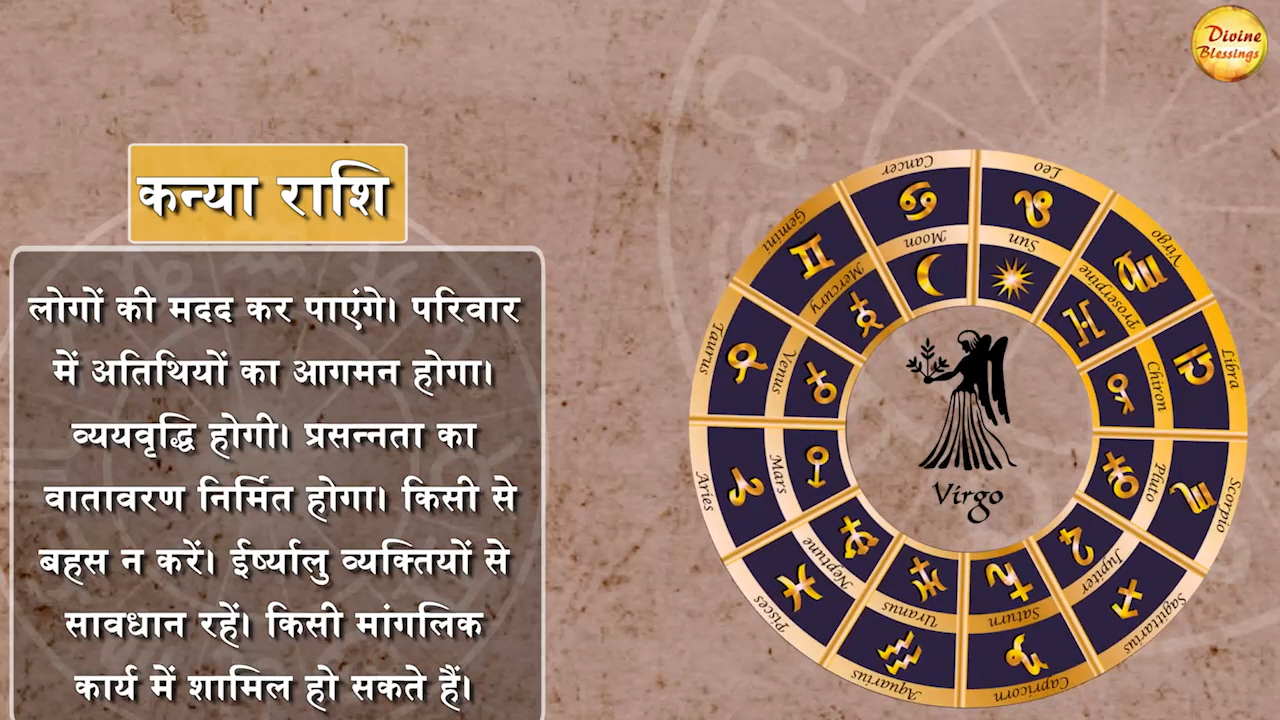 Divine
Blessings
कन्या राशि
लोगों की मदद कर पाएंगे। परिवार
में अतिथियों का आगमन होगा।
व्ययवृद्धि होगी। प्रसन्नता का
वातावरण निर्मित होगा। किसी से
बहस न करें। ईर्ष्यालु व्यक्तियों से
सावधान रहें। किसी मांगलिक
कार्य में शामिल हो सकते हैं।
Cancer
Leo
Virgo
Libra
Scorpio
Sagittarius
Capricorn
Aquarius
Pisces
Aries
Taurus
Gemini
Moon
Sun
Proserpine
Chiron
Pluto
Jupiter
Saturn
Uranus
Neptune
Mars
Venus
Mercury
Virgo